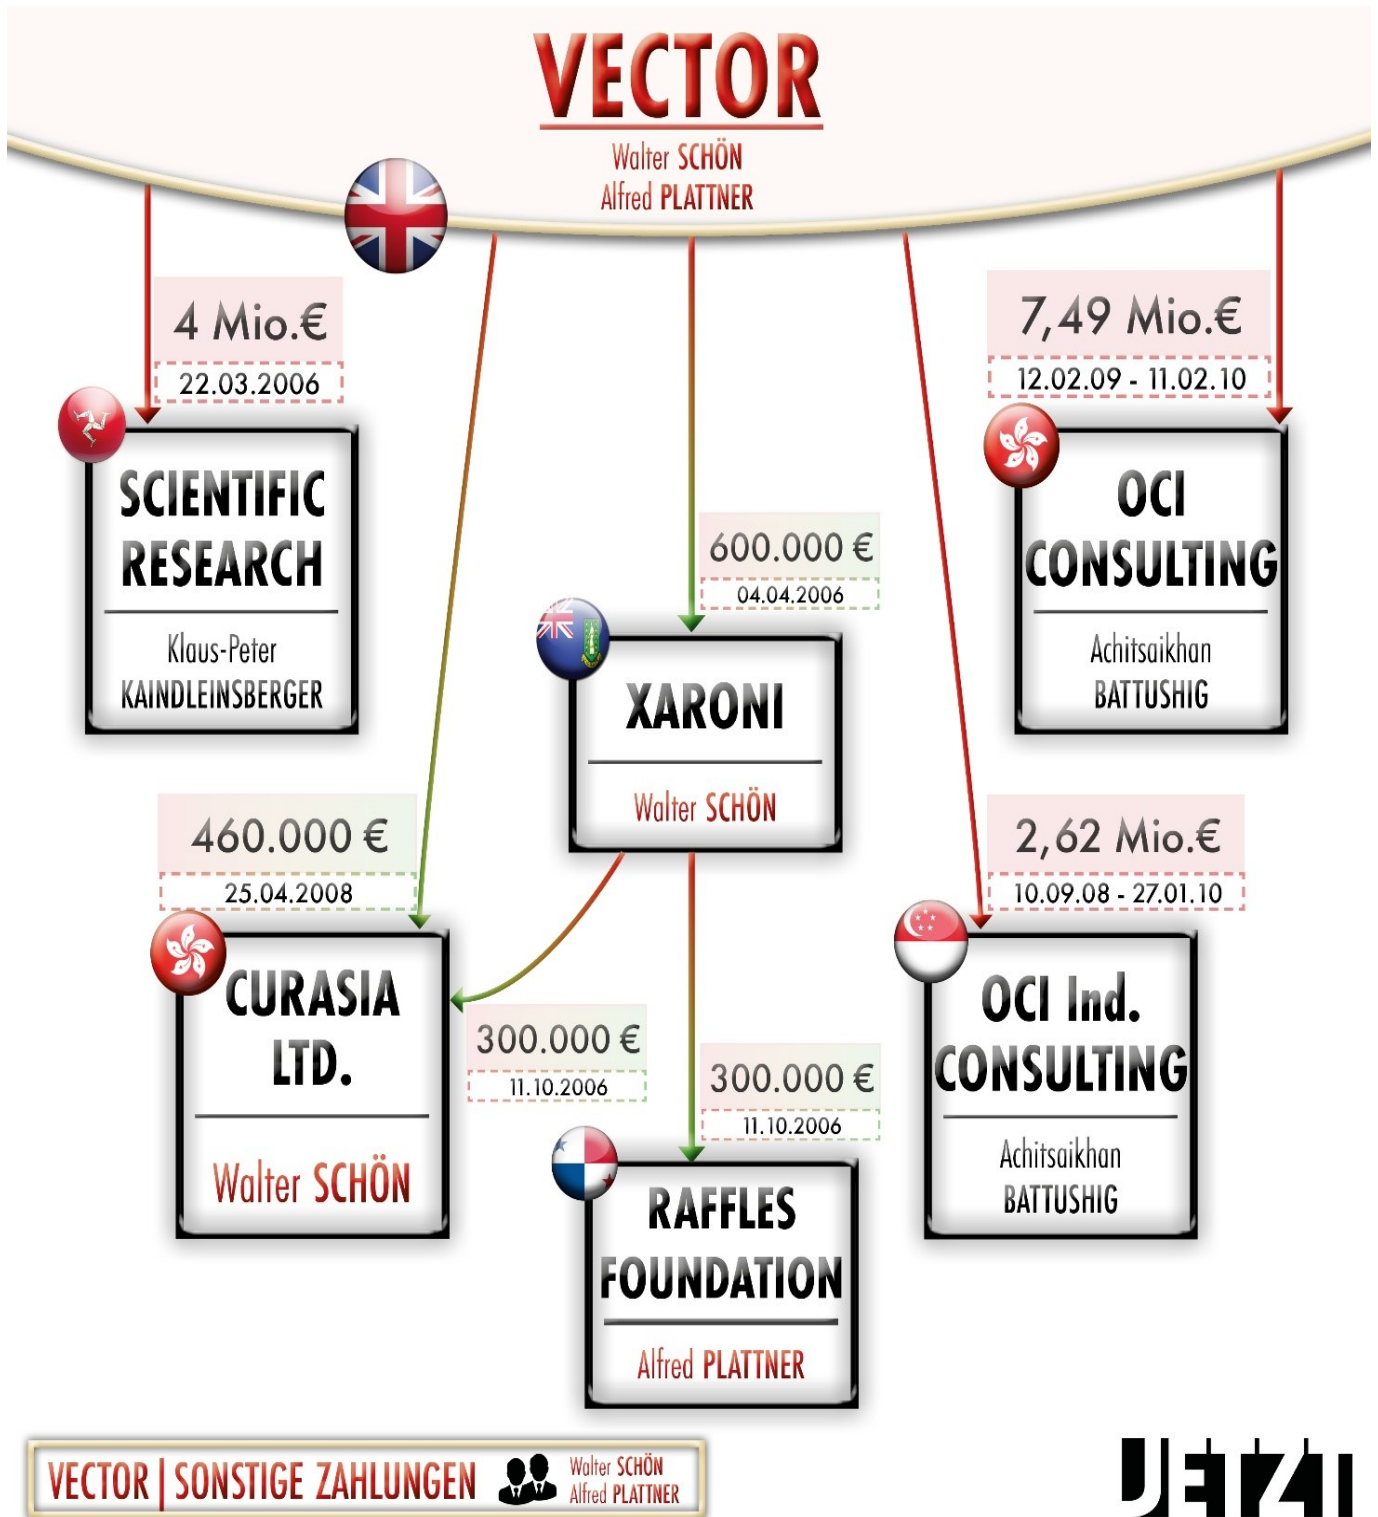 VECTOR
Walter SCHÖN
Alfred PLATTNER
4 Mio.€
22.03.2006
7,49 Mio.€
12.02.09 - 11.02.10
SCIENTIFIC
RESEARCH
Klaus-Peter
KAINDLEINSBERGER
OCI
CONSULTING
Achitsaikhan
BATTUSHIG
600.000 €
04.04.2006
XARONI
Walter SCHÖN
460.000 €
25.04.2008
2,62 Mio.€
10.09.08 - 27.01.10
CURASIA
LTD.
Walter SCHÖN
300.000 €
11.10.2006
300.000 €
11.10.2006
OCI Ind.
CONSULTING
Achitsaikhan
BATTUSHIG
RAFFLES
FOUNDATION
Alfred PLATTNER
VECTOR | SONSTIGE ZAHLUNGEN
Walter SCHÖN
Alfred PLATTNER
JETZT